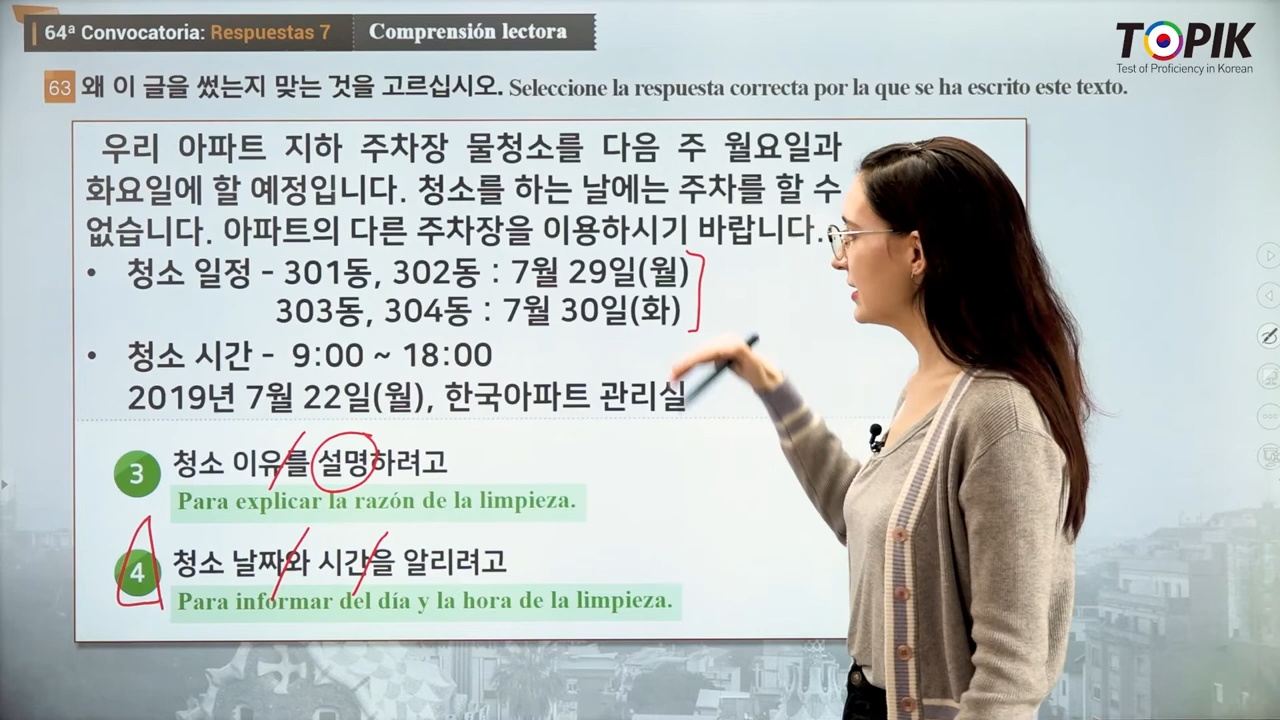 64ª Convocatoria: Respuestas 7 Comprensión lectora
TOPIK
Test of Proficiency in Korean
63 왜 이 글을 썼는지 맞는 것을 고르십시오. Seleccione la respuesta correcta por la que se ha escrito este texto.
우리 아파트 지하 주차장 물청소를 다음 주 월요일과
화요일에 할 예정입니다. 청소를 하는 날에는 주차를 할 수
없습니다. 아파트의 다른 주차장을 이용하시기 바랍니다.
• 청소 일정 - 301동, 302동 : 7월 29일(월)
303동, 304동 : 7월 30일(화)
• 청소 시간 - 9:00 ~ 18:00
2019년 7월 22일(월), 한국아파트 관리실
3 청소 이유를 설명하려고
Para explicar la razón de la limpieza.
4 청소 날짜와 시간을 알리려고
Para informar del día y la hora de la limpieza.